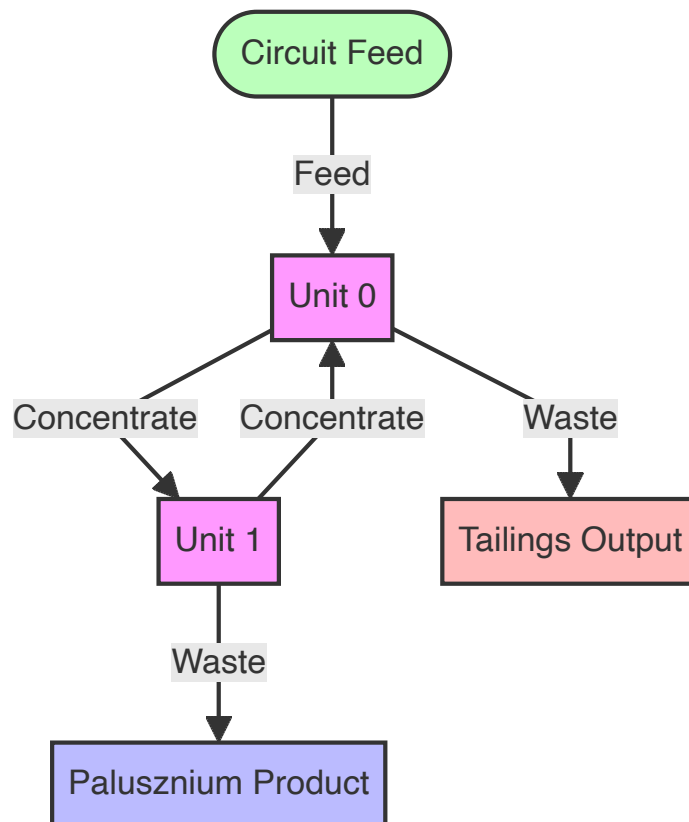 Circuit Feed
Feed
Unit 0
Concentrate
Concentrate
Waste
Unit 1
Tailings Output
Waste
Palusznium Product